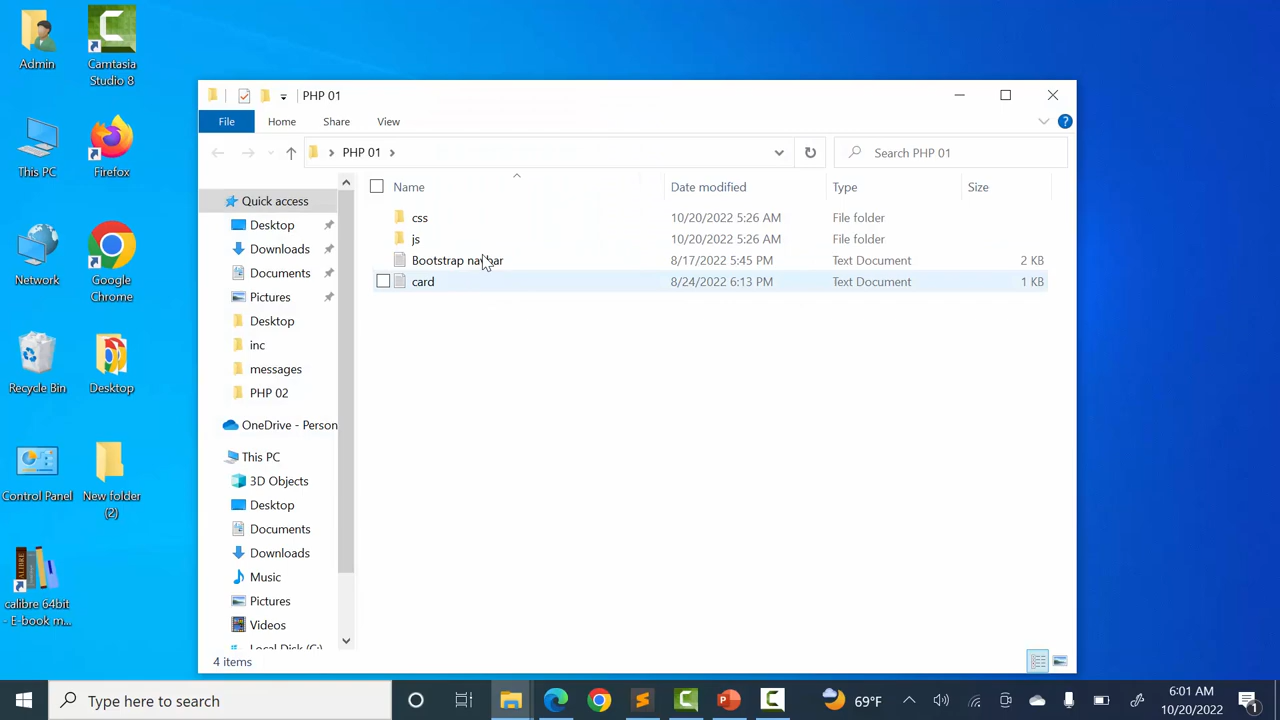 Admin
Camtasia
Studio 8
This PC
Firefox
Network
Google
Chrome
Recycle Bin
Desktop
Control Panel
New folder
(2)
calibre 64bit
- E-book m...
PHP 01
File
Home
Share
View
PHP 01
Search PHP 01
Quick access
Desktop
Downloads
Documents
Pictures
Desktop
inc
messages
PHP 02
OneDrive - Person
This PC
3D Objects
Desktop
Documents
Downloads
Music
Pictures
Videos
Local Disk (C:)
Name
Date modified
Type
Size
css
10/20/2022 5:26 AM
File folder
js
10/20/2022 5:26 AM
File folder
Bootstrap navbar
8/17/2022 5:45 PM
Text Document
2 KB
card
8/24/2022 6:13 PM
Text Document
1 KB
4 items
Type here to search
69°F
6:01 AM
10/20/2022
1